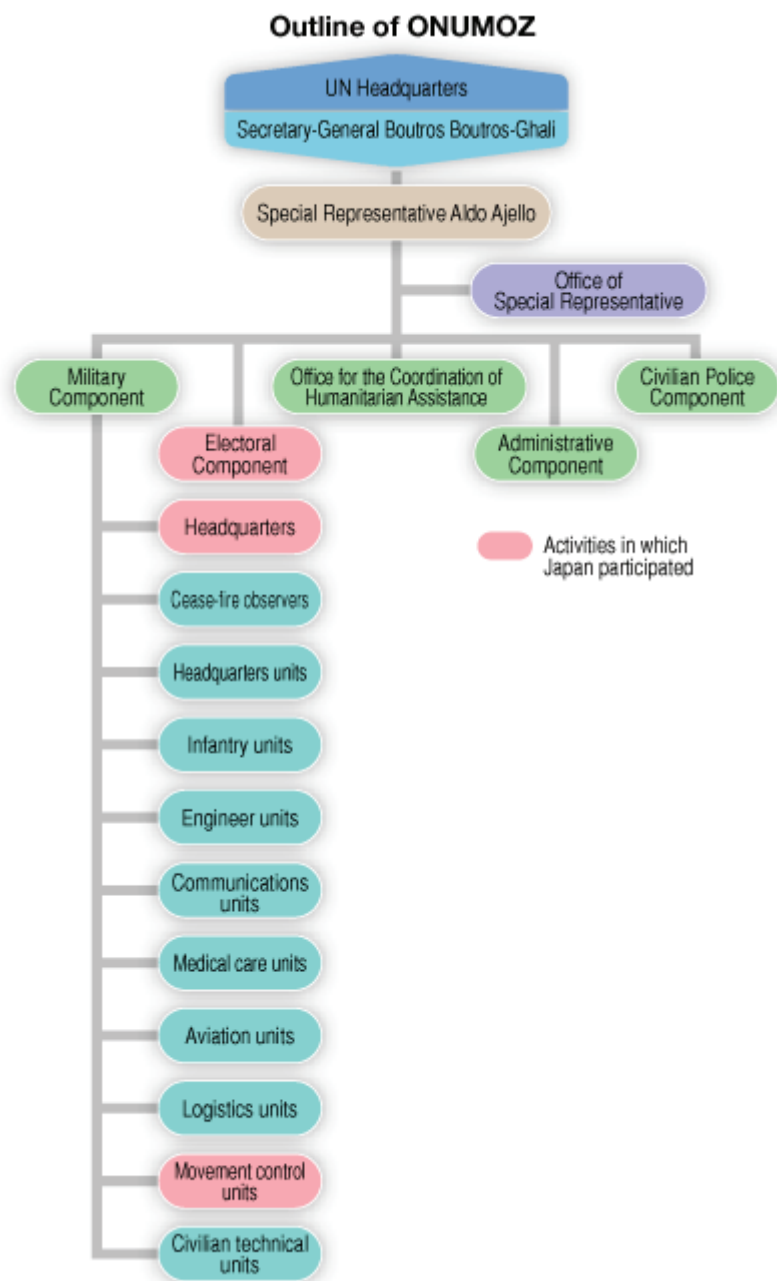 Outline of ONUMOZ
UN Headquarters
Secretary-General Boutros Boutros-Ghali
Special Representative Aldo Ajello
Office of
Special Representative
Military
Component
Office for the Coordination of
Humanitarian Assistance
Civilian Police
Component
Electoral
Component
Administrative
Component
Headquarters
Activities in which
Japan participated
Cease-fire observers
Headquarters units
Infantry units
Engineer units
Communications
units
Medical care units
Aviation units
Logistics units
Movement control
units
Civilian technical
units